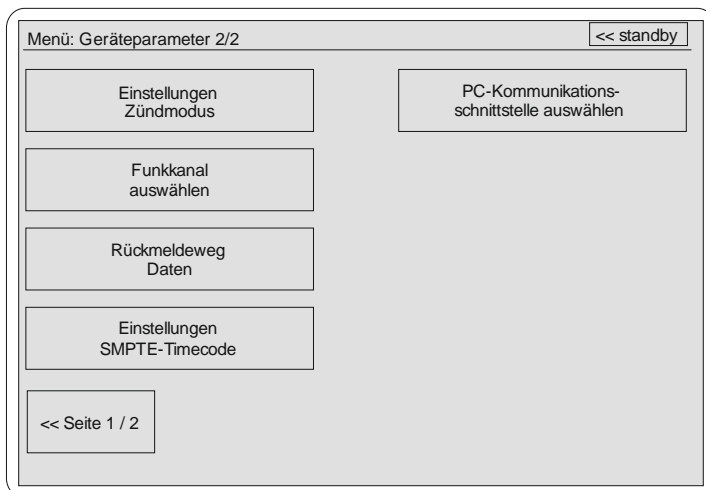 Menü: Geräteparameter 2/2
<< standby
Einstellungen
Zündmodus
PC-Kommunikations-
schnittstelle auswählen
Funkkanal
auswählen
Rückmeldeweg
Daten
Einstellungen
SMPTE-Timecode
<< Seite 1 / 2